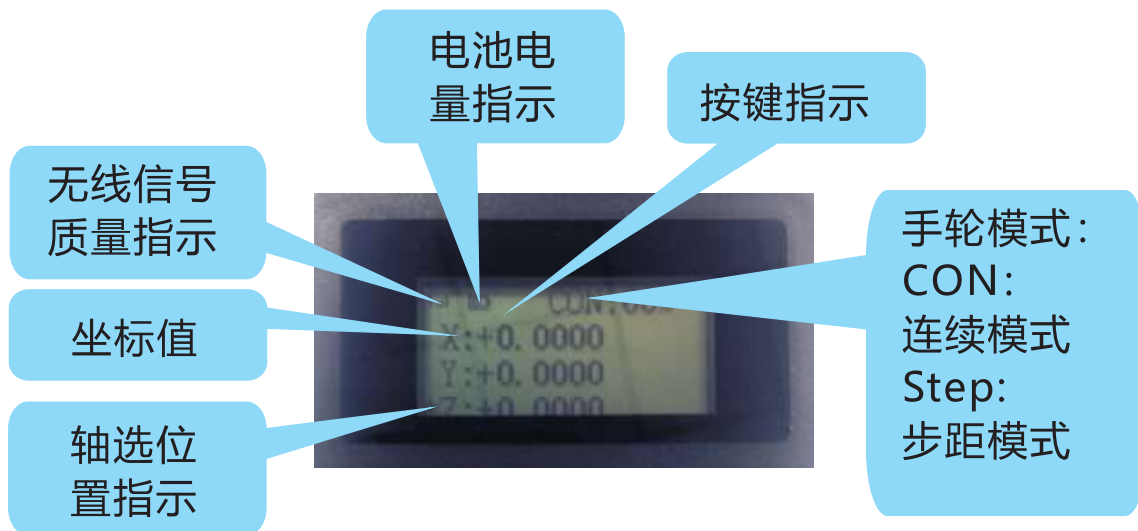 电池电
量指示
按键指示
无线信号
质量指示
手轮模式：
CON:
连续模式
Step:
步距模式
坐标值
轴选位
置指示
X:+0.0000
Y:+0.0000
Z:+0.0000